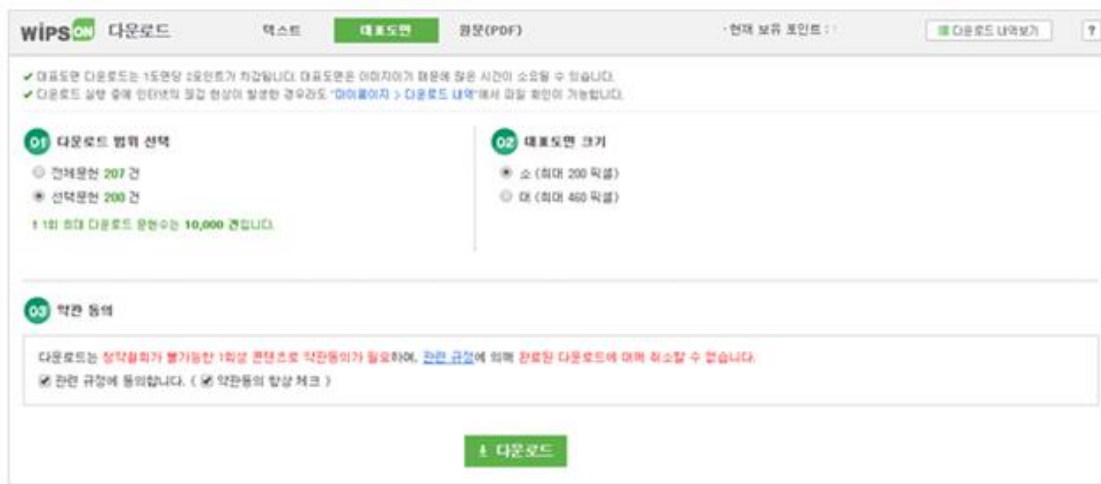 WIPS ON 다운로드 텍스트 대표도면 원문(PDF) · 현재 보유 포인트 : 다운로드 내역보기 ?
✔ 대표도면 다운로드는 1도면당 2포인트가 차감됩니다. 대표도면은 이미지이기 때문에 많은 시간이 소요될 수 있습니다.
✔ 다운로드 실행 중에 인터넷의 끊김 현상이 발생한 경우라도 "마이페이지 > 다운로드 내역"에서 파일 확인이 가능합니다.
01 다운로드 범위 선택
전체문헌 207 건
선택문헌 200 건
! 1회 최대 다운로드 문헌수는 10,000 건입니다.
02 대표도면 크기
소 (최대 200 픽셀)
대 (최대 460 픽셀)
03 약관 동의
다운로드는 청약철회가 불가능한 1회성 콘텐츠로 약관동의가 필요하며, 관련 규정에 의해 완료된 다운로드에 대해 취소할 수 없습니다.
관련 규정에 동의합니다. ( 약관동의 항상 체크 )
다운로드